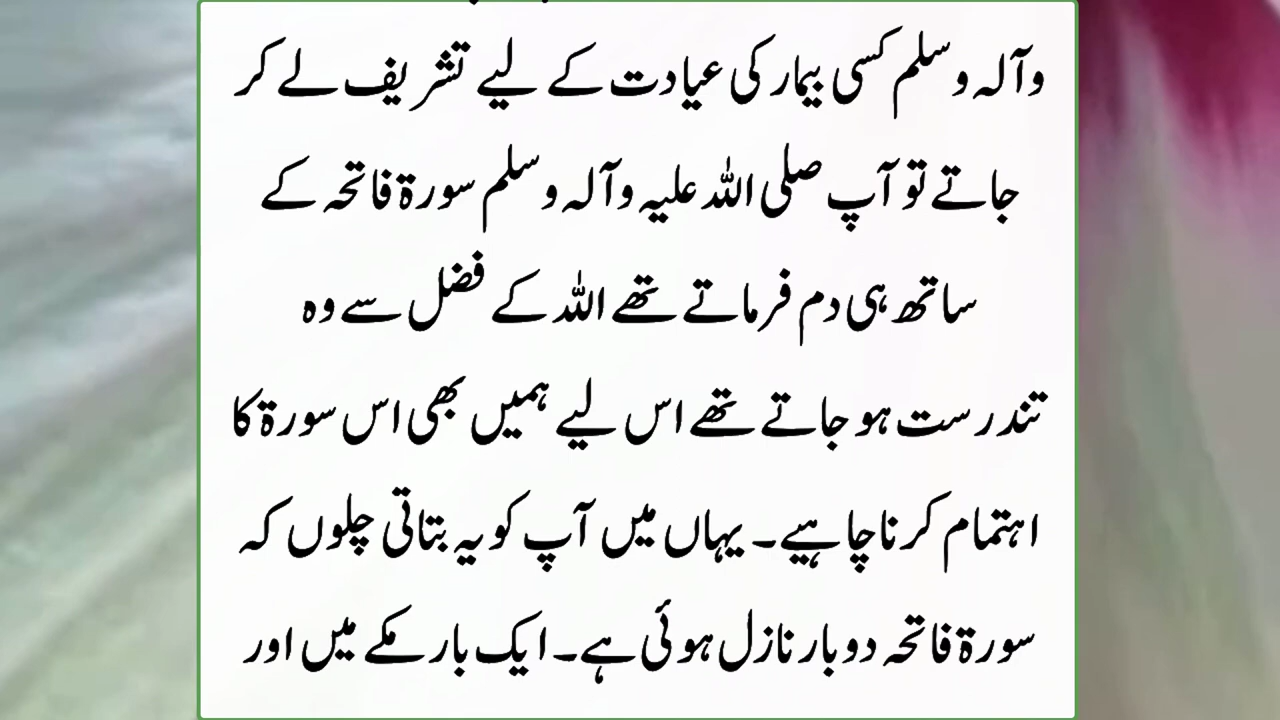 وآلہ وسلم کسی بیمار کی عیادت کے لیے تشریف لے کر
جاتے تو آپ صلی اللہ علیہ وآلہ وسلم سورۃ فاتحہ کے
ساتھ ہی دم فرماتے تھے اللہ کے فضل سے وہ
تندرست ہو جاتے تھے اس لیے ہمیں بھی اس سورۃ کا
اہتمام کرنا چاہیے۔ یہاں میں آپ کو یہ بتاتی چلوں کہ
سورۃ فاتحہ دو بار نازل ہوئی ہے۔ ایک بار مکے میں اور